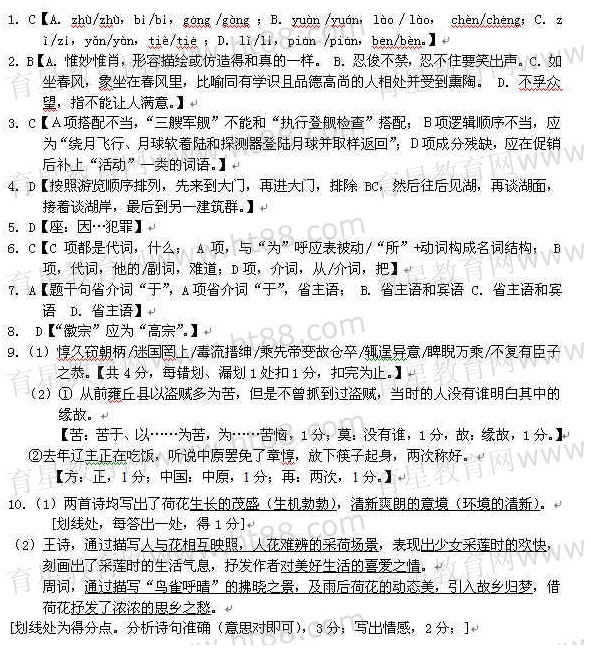 1. C【A. zhù/zhù, bǐ/bǐ, góng /gòng ；B. yuàn /yuán, lào / lào, chèn/chéng; C. z
ì/zì, yǎn/yàn, tiè/tiè ；D. lǐ/lì, piān /piān, bēn/bèn。】
2. D【A. 惟妙惟肖，形容描绘或仿造得和真的一样。 B. 忍俊不禁，忍不住要笑出声。C. 如
坐春风，象坐在春风里，比喻同有学识且品德高尚的人相处并受到熏陶。 D. 不孚众
望，指不能让人满意。】
3. C【 A 项搭配不当，“三艘军舰”不能和“执行登舰检查”搭配； B 项逻辑顺序不当，应
为“绕月飞行、月球软着陆和探测器登陆月球并取样返回”；D 项成分残缺，应在促销
后补上“活动”一类的词语。】
4. D【按照游览顺序排列，先来到大门，再进大门，排除 BC，然后往后见湖，再谈湖面，
接着谈湖岸，最后到另一建筑群。】
5. D【座：因…犯罪】
6. C【C 项都是代词，什么； A 项，与“为”呼应表被动/“所”+动词构成名词结构； B
项，代词，他的/副词，难道；D 项，介词，从/介词，把】
7. A【题干句省介词“于”，A 项省介词“于”，省主语； B. 省主语和宾语 C. 省主语和宾
语 D. 省主语】
8. D【“徽宗”应为“高宗”。】
9.（1）惇久窃朝柄/迷国罔上/毒流搢绅/乘先帝变故仓卒/辄逞异意/睥睨万乘/不复有臣子
之恭。【共 4 分，每错划、漏划 1 处扣 1 分，扣完为止。】
（2）① 从前雍丘县以盗贼多为苦，但是不曾抓到过盗贼，当时的人没有谁明白其中的
缘故。
【苦：苦于、以……为苦，为……苦恼，1 分；莫：没有谁，1 分，故：缘故，1 分。】
②去年辽主正在吃饭，听说中原罢免了章惇，放下筷子起身，两次称好。
【方：正，1 分；中国：中原，1 分；再：两次，1 分。】
10.（1）两首诗均写出了荷花生长的茂盛（生机勃勃），清新爽朗的意境（环境的清新）。
[划线处，每答出一处，得 1 分]
（2）王诗，通过描写人与花相互映照，人花难辨的采荷场景，表现出少女采莲时的欢快，
刻画出了采莲时的生活气息，抒发作者对美好生活的喜爱之情。
周词，通过描写“鸟雀呼晴”的拂晓之景，及雨后荷花的动态美，引入故乡归梦，借
荷花抒发了浓浓的思乡之愁。
[划线处为得分点。分析诗句准确（意思对即可），3 分；写出情感，2 分；]